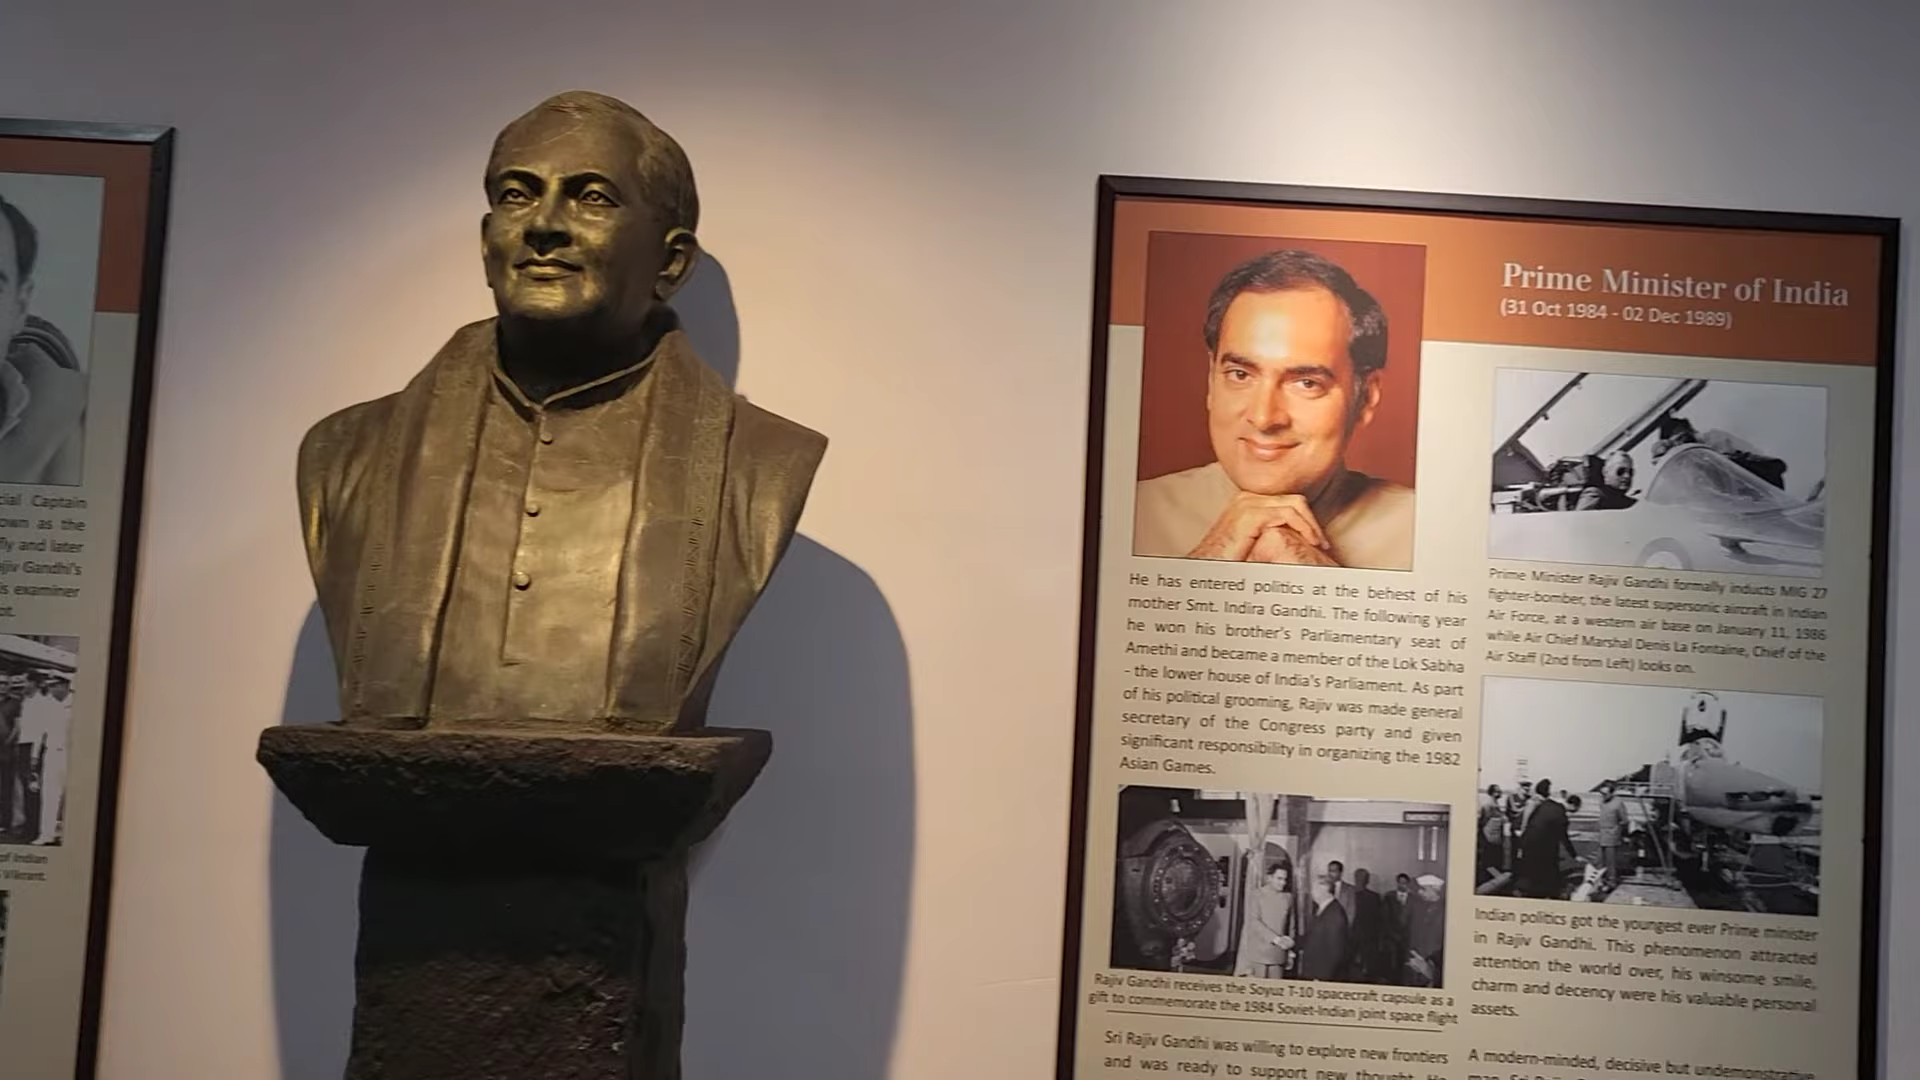 cial Captain
own as the
fly and later
ajiv Gandhi's
is examiner
ot.
of Indian
Vikrant.
Prime Minister of India
(31 Oct 1984 - 02 Dec 1989)
He has entered politics at the behest of his
mother Smt. Indira Gandhi. The following year
he won his brother's Parliamentary seat of
Amethi and became a member of the Lok Sabha
- the lower house of India's Parliament. As part
of his political grooming, Rajiv was made general
secretary of the Congress party and given
significant responsibility in organizing the 1982
Asian Games.
Rajiv Gandhi receives the Soyuz T-10 spacecraft capsule as a
gift to commemorate the 1984 Soviet-Indian joint space flight
Sri Rajiv Gandhi was willing to explore new frontiers
and was ready to support new thought. He
Prime Minister Rajiv Gandhi formally inducts MIG 27
fighter-bomber, the latest supersonic aircraft in Indian
Air Force, at a western air base on January 11, 1986
while Air Chief Marshal Denis La Fontaine, Chief of the
Air Staff (2nd from Left) looks on.
Indian politics got the youngest ever Prime minister
in Rajiv Gandhi. This phenomenon attracted
attention the world over, his winsome smile,
charm and decency were his valuable personal
assets.
A modern-minded, decisive but undemonstrative
man, Sri